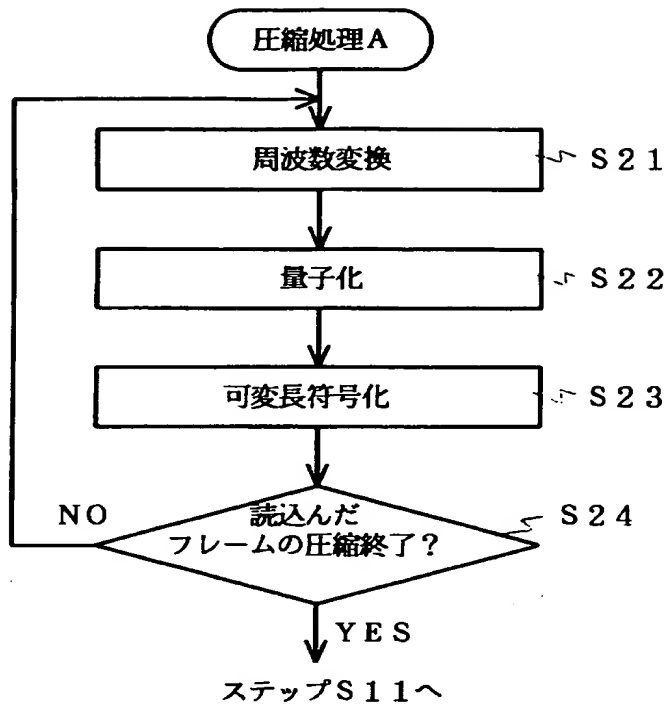 圧縮処理A
周波数変換
S21
量子化
S22
可変長符号化
S23
NO
読込んだ
フレームの圧縮終了?
S24
YES
ステップS11へ